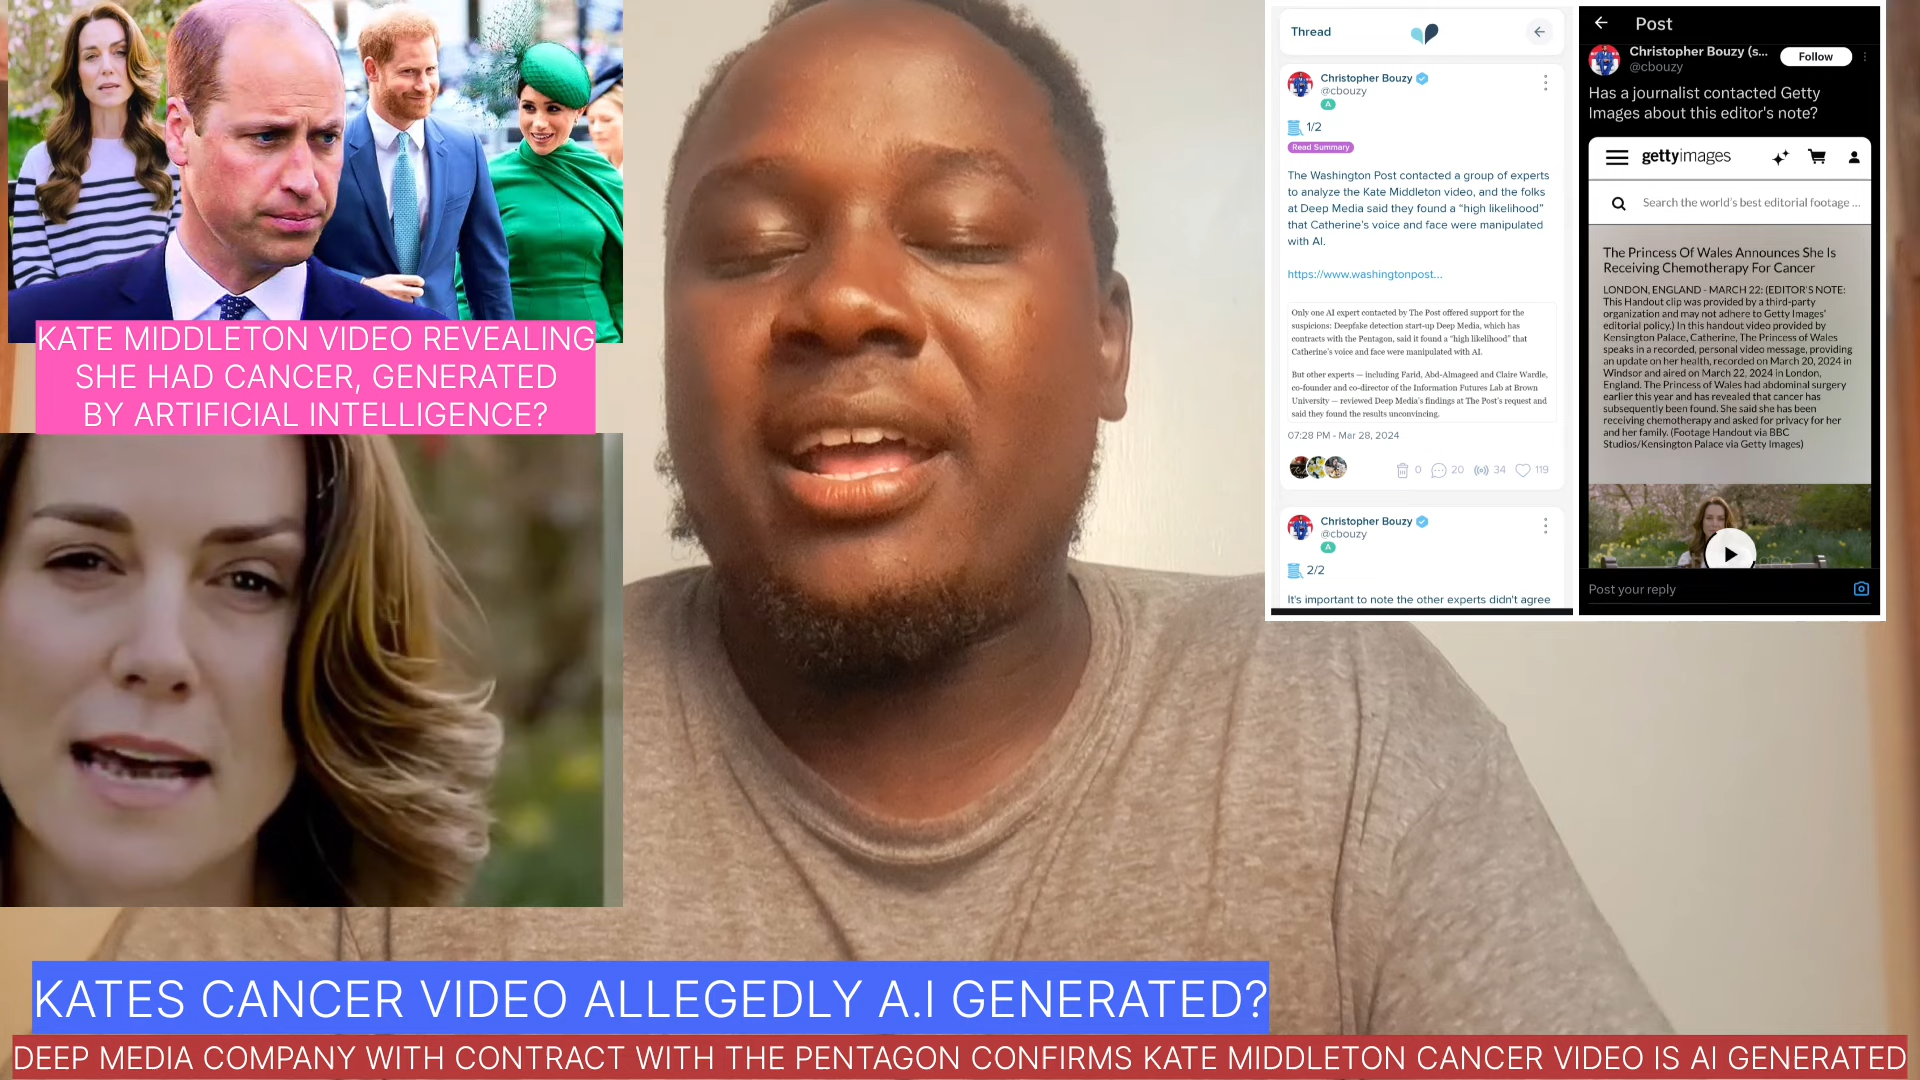 KATE MIDDLETON VIDEO REVEALING
SHE HAD CANCER, GENERATED
BY ARTIFICIAL INTELLIGENCE?
Thread
Christopher Bouzy
@cbouzy
A
1/2
Read Summary
The Washington Post contacted a group of experts
to analyze the Kate Middleton video, and the folks
at Deep Media said they found a “high likelihood”
that Catherine’s voice and face were manipulated
with AI.
https://www.washingtonpost...
Only one AI expert contacted by The Post offered support for the
suspicions: Deepfake detection start-up Deep Media, which has
contracts with the Pentagon, said it found a “high likelihood” that
Catherine’s voice and face were manipulated with AI.
But other experts — including Farid, Abd-Almageed and Claire Wardle,
co-founder and co-director of the Information Futures Lab at Brown
University — reviewed Deep Media’s findings at The Post’s request and
said they found the results unconvincing.
07:28 PM - Mar 28, 2024
0 20 34 119
Christopher Bouzy
@cbouzy
A
2/2
It's important to note the other experts didn't agree
Post
Christopher Bouzy (s...
Follow
@cbouzy
Has a journalist contacted Getty
Images about this editor's note?
gettyimages
Search the world's best editorial footage ...
The Princess Of Wales Announces She Is
Receiving Chemotherapy For Cancer
LONDON, ENGLAND - MARCH 22: (EDITOR'S NOTE:
This Handout clip was provided by a third-party
organization and may not adhere to Getty Images'
editorial policy.) In this handout video provided by
Kensington Palace, Catherine, The Princess of Wales
speaks in a recorded, personal video message, providing
an update on her health, recorded on March 20, 2024 in
Windsor and aired on March 22, 2024 in London,
England. The Princess of Wales had abdominal surgery
earlier this year and has revealed that cancer has
subsequently been found. She said she has been
receiving chemotherapy and asked for privacy for her
and her family. (Footage Handout via BBC
Studios/Kensington Palace via Getty Images)
Post your reply
KATES CANCER VIDEO ALLEGEDLY A.I GENERATED?
DEEP MEDIA COMPANY WITH CONTRACT WITH THE PENTAGON CONFIRMS KATE MIDDLETON CANCER VIDEO IS AI GENERATED